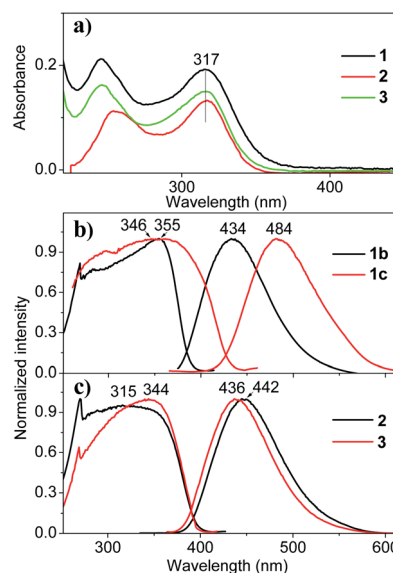 a)
317
1
2
3
0.2
0.0
Absorbance
300 400
Wavelength (nm)
b)
346 355 434 484
1b
1c
0.9
0.6
0.3
0.0
Normalized intensity
c)
315 344 436 442
2
3
0.9
0.6
0.3
0.0
300 400 500 600
Wavelength (nm)